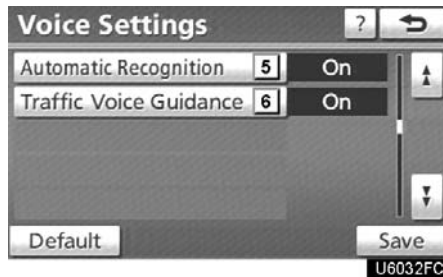 Voice Settings ?
Automatic Recognition 5 On
Traffic Voice Guidance 6 On
Default Save
U6032FC